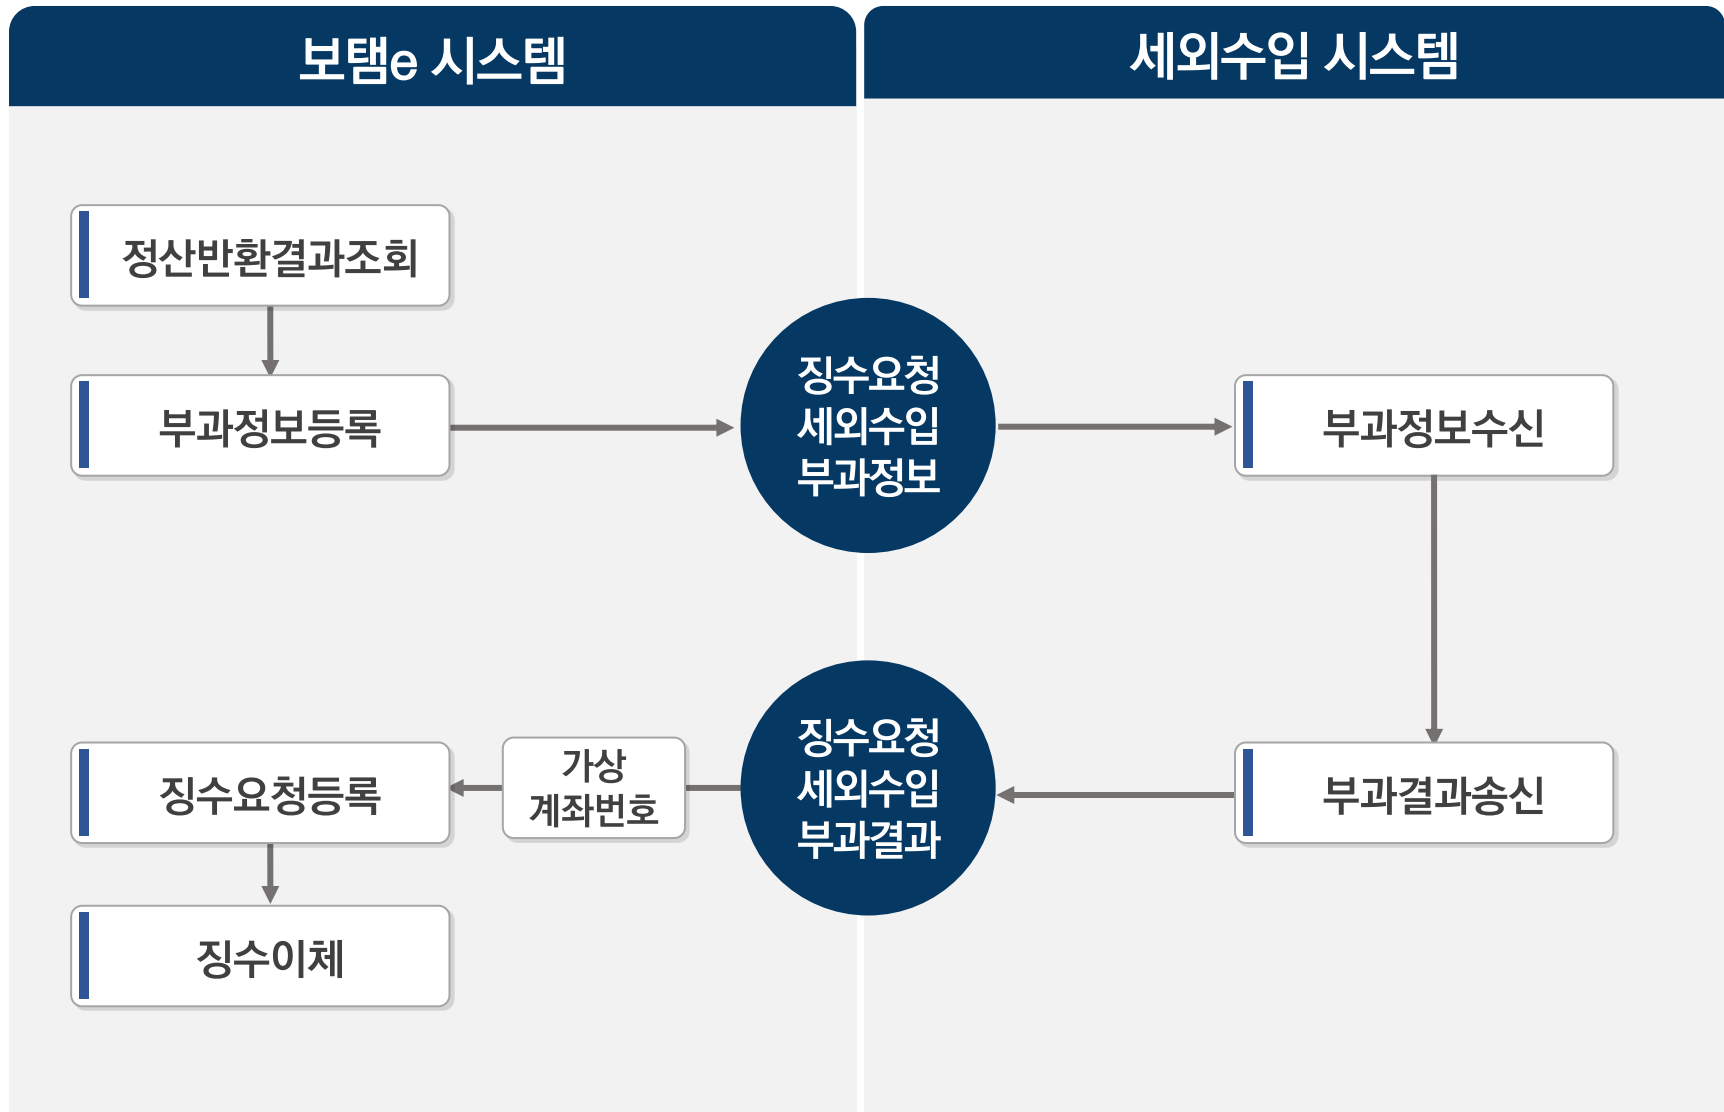 보탬e 시스템
세외수입 시스템
정산반환결과조회
부과정보등록
징수요청
세외수입
부과정보
부과정보수신
부과결과송신
징수요청
세외수입
부과결과
가상
계좌번호
징수요청등록
징수이체